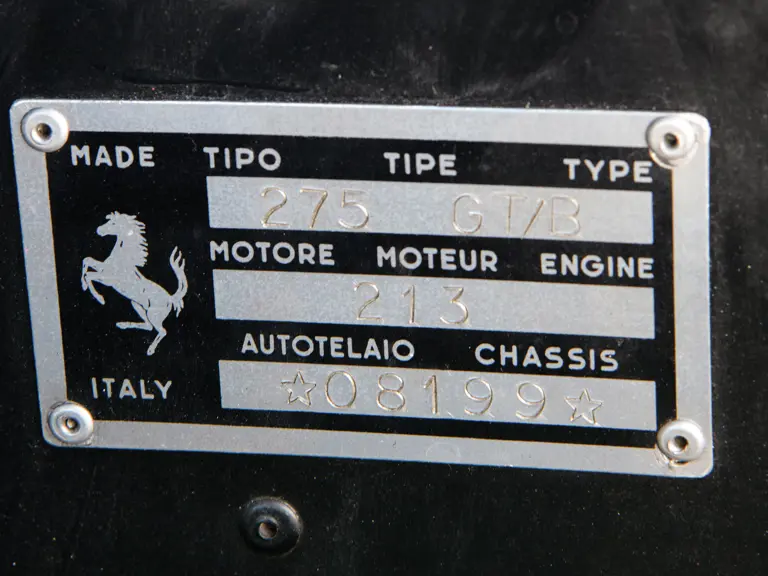 MADE TIPO TIPE TYPE
275 GT/B
MOTORE MOTEUR ENGINE
213
AUTOTELAIO CHASSIS
ITALY ☆08199☆